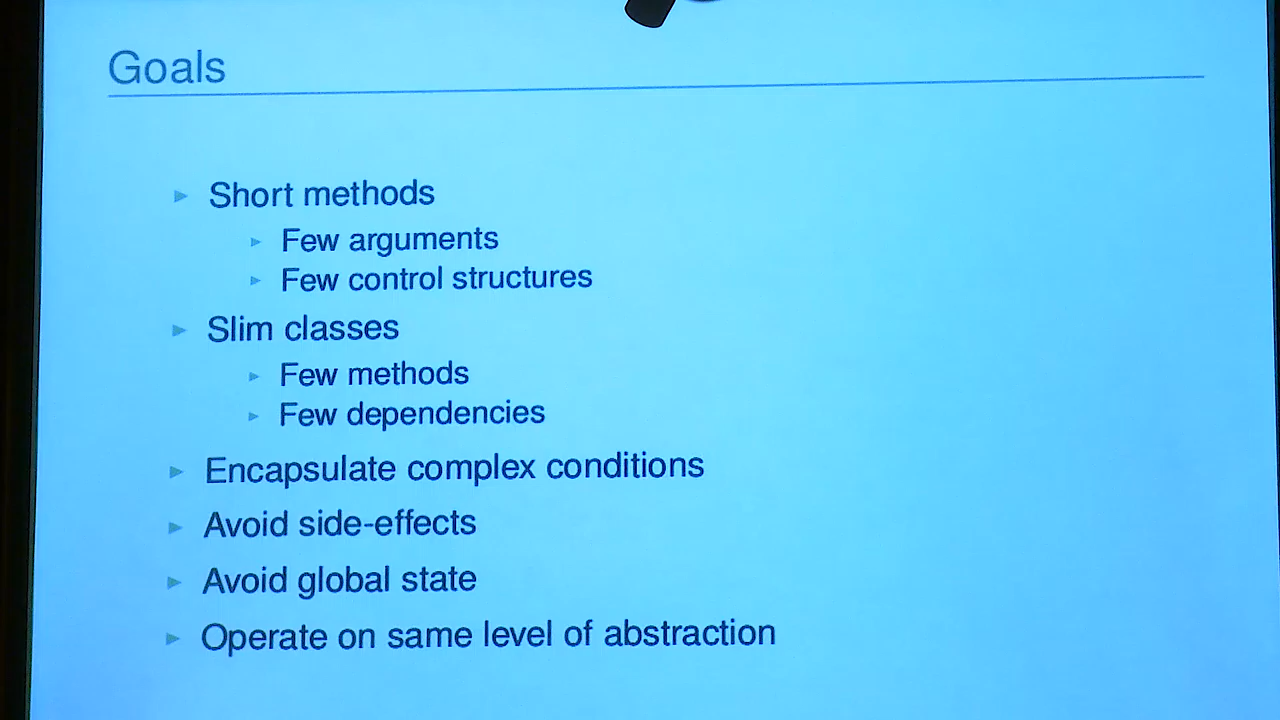 Goals
Short methods
Few arguments
Few control structures
Slim classes
Few methods
Few dependencies
Encapsulate complex conditions
Avoid side-effects
Avoid global state
Operate on same level of abstraction